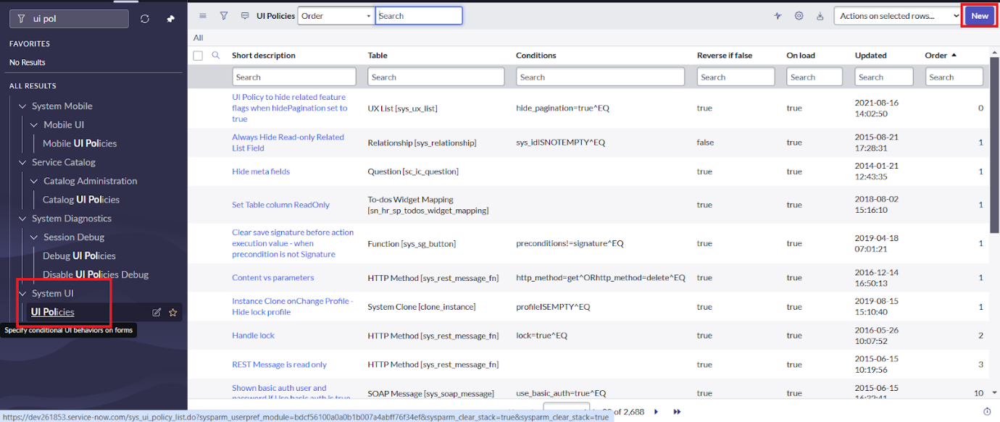 ui pol
FAVORITES
No Results
ALL RESULTS
System Mobile
Mobile UI
Mobile UI Policies
Service Catalog
Catalog Administration
Catalog UI Policies
System Diagnostics
Session Debug
Debug UI Policies
Disable UI Policies Debug
System UI
UI Policies
Specify conditional UI behaviors on forms
UI Policies Order Search Actions on selected rows... New
All
Short description Table Conditions Reverse if false On load Updated Order
Search Search Search Search Search Search Search
UI Policy to hide related feature
flags when hidePagination set to
true
UX List [sys_ux_list] hide_pagination=true^EQ true true 2021-08-16
14:02:50
0
Always Hide Read-only Related
List Field
Relationship [sys_relationship] sys_idISNOTEMPTY^EQ false true 2015-08-21
17:28:31
1
Hide meta fields Question [sc_ic_question] true true 2014-01-21
12:43:35
1
Set Table column ReadOnly To-dos Widget Mapping
[sn_hr_sp_todos_widget_mapping]
true true 2018-08-02
15:16:10
1
Clear save signature before action
execution value - when
precondition is not Signature
Function [sys_sg_button] preconditions!=signature^EQ true true 2019-04-18
07:01:21
1
Content vs parameters HTTP Method [sys_rest_message_fn] http_method=get^ORhttp_method=delete^EQ true true 2016-12-14
16:50:13
1
Instance Clone onChange Profile -
Hide lock profile
System Clone [clone_instance] profileISEMPTY^EQ true true 2019-08-15
15:10:40
1
Handle lock HTTP Method [sys_rest_message_fn] lock=true^EQ true true 2016-05-26
10:07:52
2
REST Message is read only HTTP Method [sys_rest_message_fn] true true 2015-06-15
10:19:56
3
Shown basic auth user and
password if Use basic auth is true
SOAP Message [sys_soap_message] use_basic_auth=true^EQ true true 2015-06-15
10
of 2,688
https://dev261853.service-now.com/sys_ui_policy_list.do?sysparm_userpref_module=bdcf56100a0a0b1b007a4abff76f34ef&sysparm_clear_stack=true&sysparm_clear_stack=true